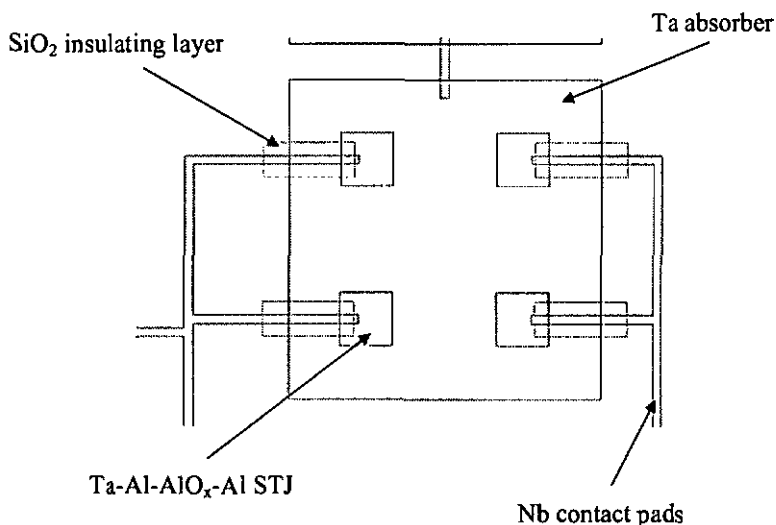 Ta absorber
SiO₂ insulating layer
Ta-Al-AlOₓ-Al STJ
Nb contact pads